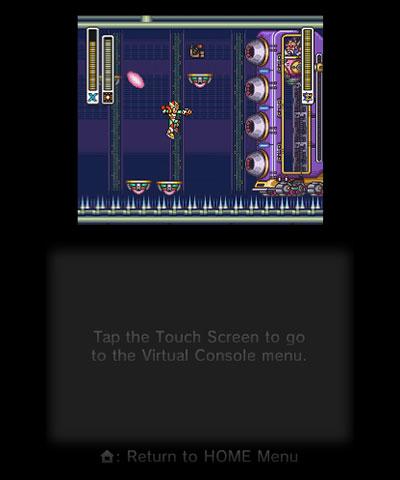 Tap the Touch Screen to go
to the Virtual Console menu.
: Return to HOME Menu